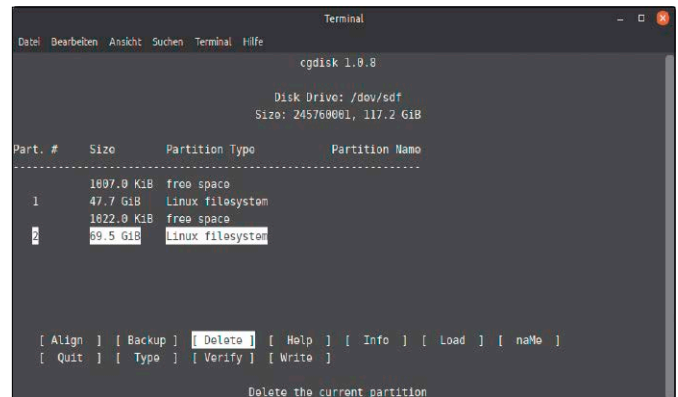 Terminal
Datei Bearbeiten Ansicht Suchen Terminal Hilfe
cgdisk 1.0.8
Disk Drive: /dev/sdf
Size: 245760001, 117.2 GiB
Part. # Size Partition Type Partition Name
----------------------------------------------------------------
1007.0 KiB free space
1 47.7 GiB Linux filesystem
1022.0 KiB free space
2 69.5 GiB Linux filesystem
[ Align ] [ Backup ] [ Delete ] [ Help ] [ Info ] [ Load ] [ naMe ]
[ Quit ] [ Type ] [ Verify ] [ Write ]
Delete the current partition